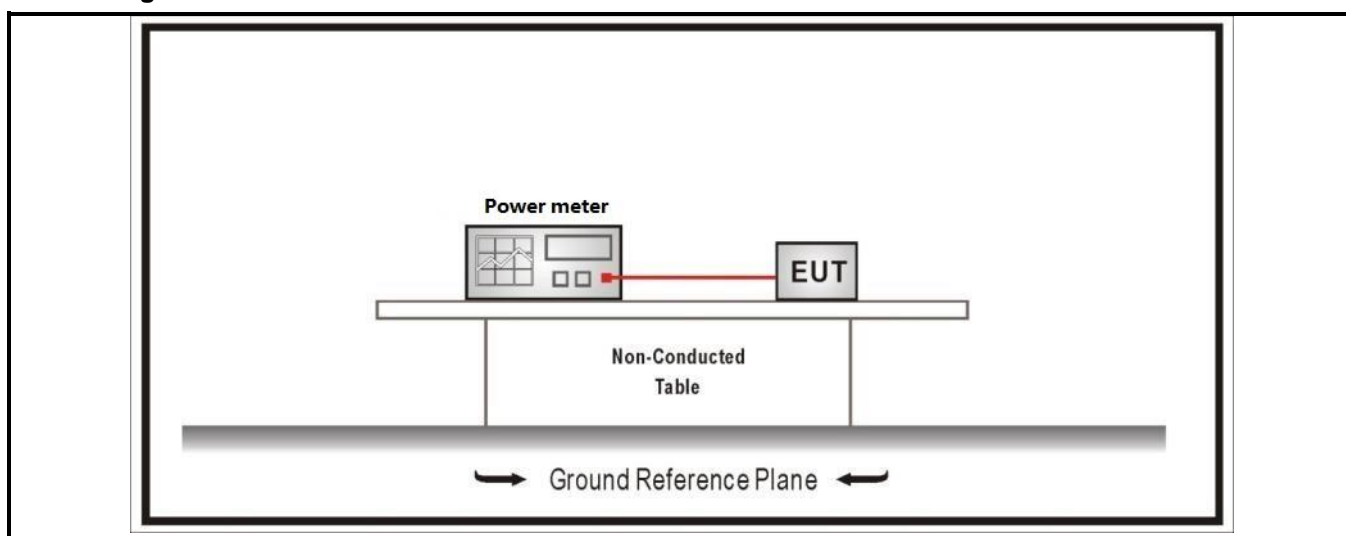 Power meter
EUT
Non-Conducted
Table
Ground Reference Plane